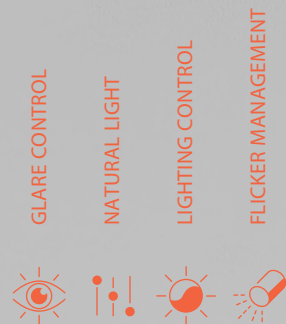 GLARE CONTROL
NATURAL LIGHT
LIGHTING CONTROL
FLICKER MANAGEMENT